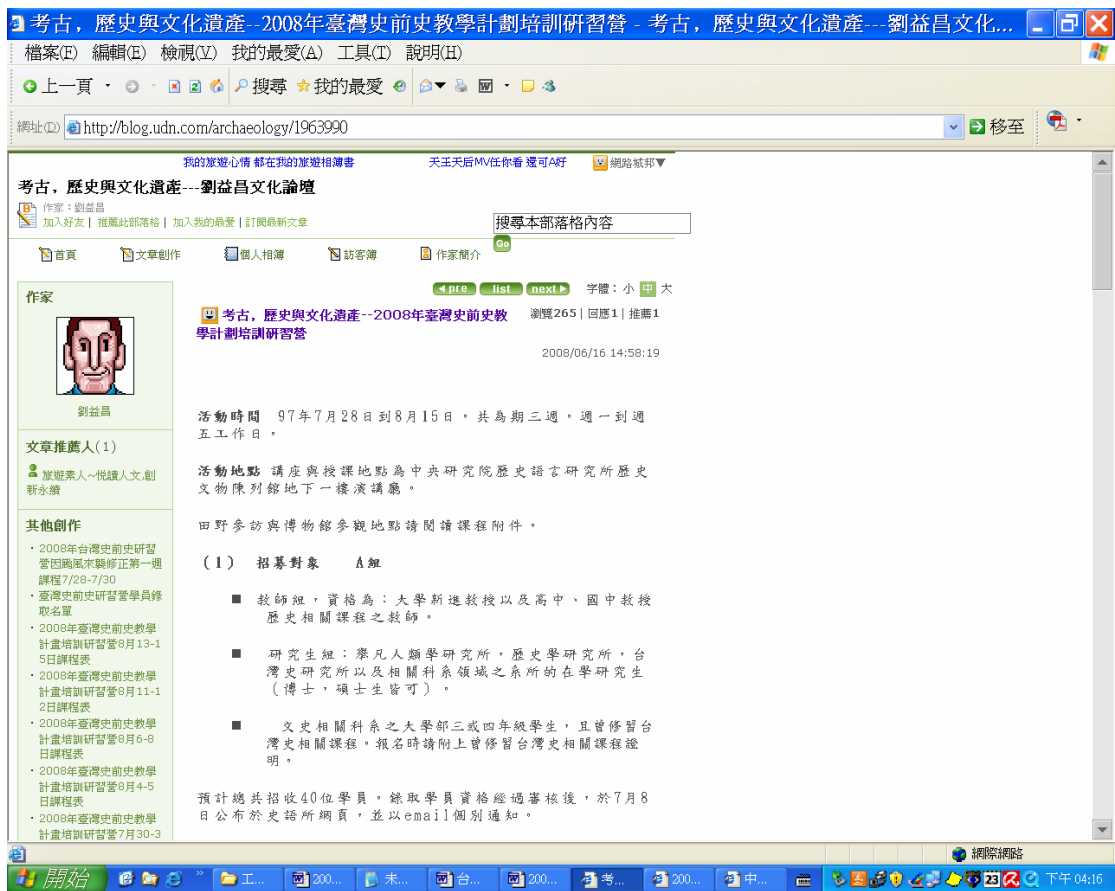 考古，歷史與文化遺產--2008年臺灣史前史教學計劃培訓研習營 - 考古，歷史與文化遺產---劉益昌文化...
檔案(F) 編輯(E) 檢視(V) 我的最愛(A) 工具(T) 說明(H)
上一頁 搜尋 我的最愛
網址(D) http://blog.udn.com/archaeology/1963990 移至
我的旅遊心情 都在我的旅遊相簿書 天王天后MV任你看 還可A好 網路城邦▼
考古，歷史與文化遺產---劉益昌文化論壇
作家：劉益昌
加入好友 | 推薦此部落格 | 加入我的最愛 | 訂閱最新文章
搜尋本部落格內容
Go
首頁 文章創作 個人相簿 訪客簿 作家簡介
pre list next 字體：小 中 大
作家
劉益昌
文章推薦人(1)
旅遊素人~悅讀人文,創
新永續
其他創作
・2008年台灣史前史研習
營因颱風來襲修正第一週
課程7/28-7/30
・臺灣史前史研習營學員錄
取名單
・2008年臺灣史前史教學
計畫培訓研習營8月13-1
5日課程表
・2008年臺灣史前史教學
計畫培訓研習營8月11-1
2日課程表
・2008年臺灣史前史教學
計畫培訓研習營8月6-8
日課程表
・2008年臺灣史前史教學
計畫培訓研習營8月4-5
日課程表
・2008年臺灣史前史教學
計畫培訓研習營7月30-3
考古，歷史與文化遺產--2008年臺灣史前史教
學計劃培訓研習營
瀏覽265 | 回應1 | 推薦1
2008/06/16 14:58:19
活動時間 97年7月28日到8月15日。共為期三週。週一到週
五工作日。
活動地點 講座與授課地點為中央研究院歷史語言研究所歷史
文物陳列館地下一樓演講廳。
田野參訪與博物館參觀地點請閱讀課程附件。
(1) 招募對象 A組
■ 教師組，資格為：大學新進教授以及高中、國中教授
歷史相關課程之教師。
■ 研究生組：舉凡人類學研究所，歷史學研究所，台
灣史研究所以及相關科系領域之系所的在學研究生
(博士，碩士生皆可)。
■ 文史相關科系之大學部三或四年級學生，且曾修習台
灣史相關課程。報名時請附上曾修習台灣史相關課程證
明。
預計總共招收40位學員。錄取學員資格經過審核後，於7月8
日公布於史語所網頁，並以email個別通知。
網際網路
開始 工... 200... 未... 台... 200... 考... 200... 中... 23 下午 04:16